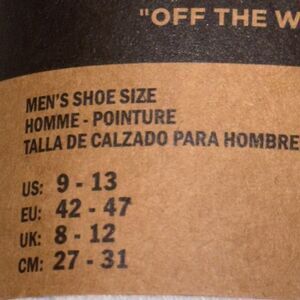 "OFF THE W
MEN'S SHOE SIZE
HOMME - POINTURE
TALLA DE CALZADO PARA HOMBRE
US: 9 - 13
EU: 42 - 47
UK: 8 - 12
CM: 27 - 31